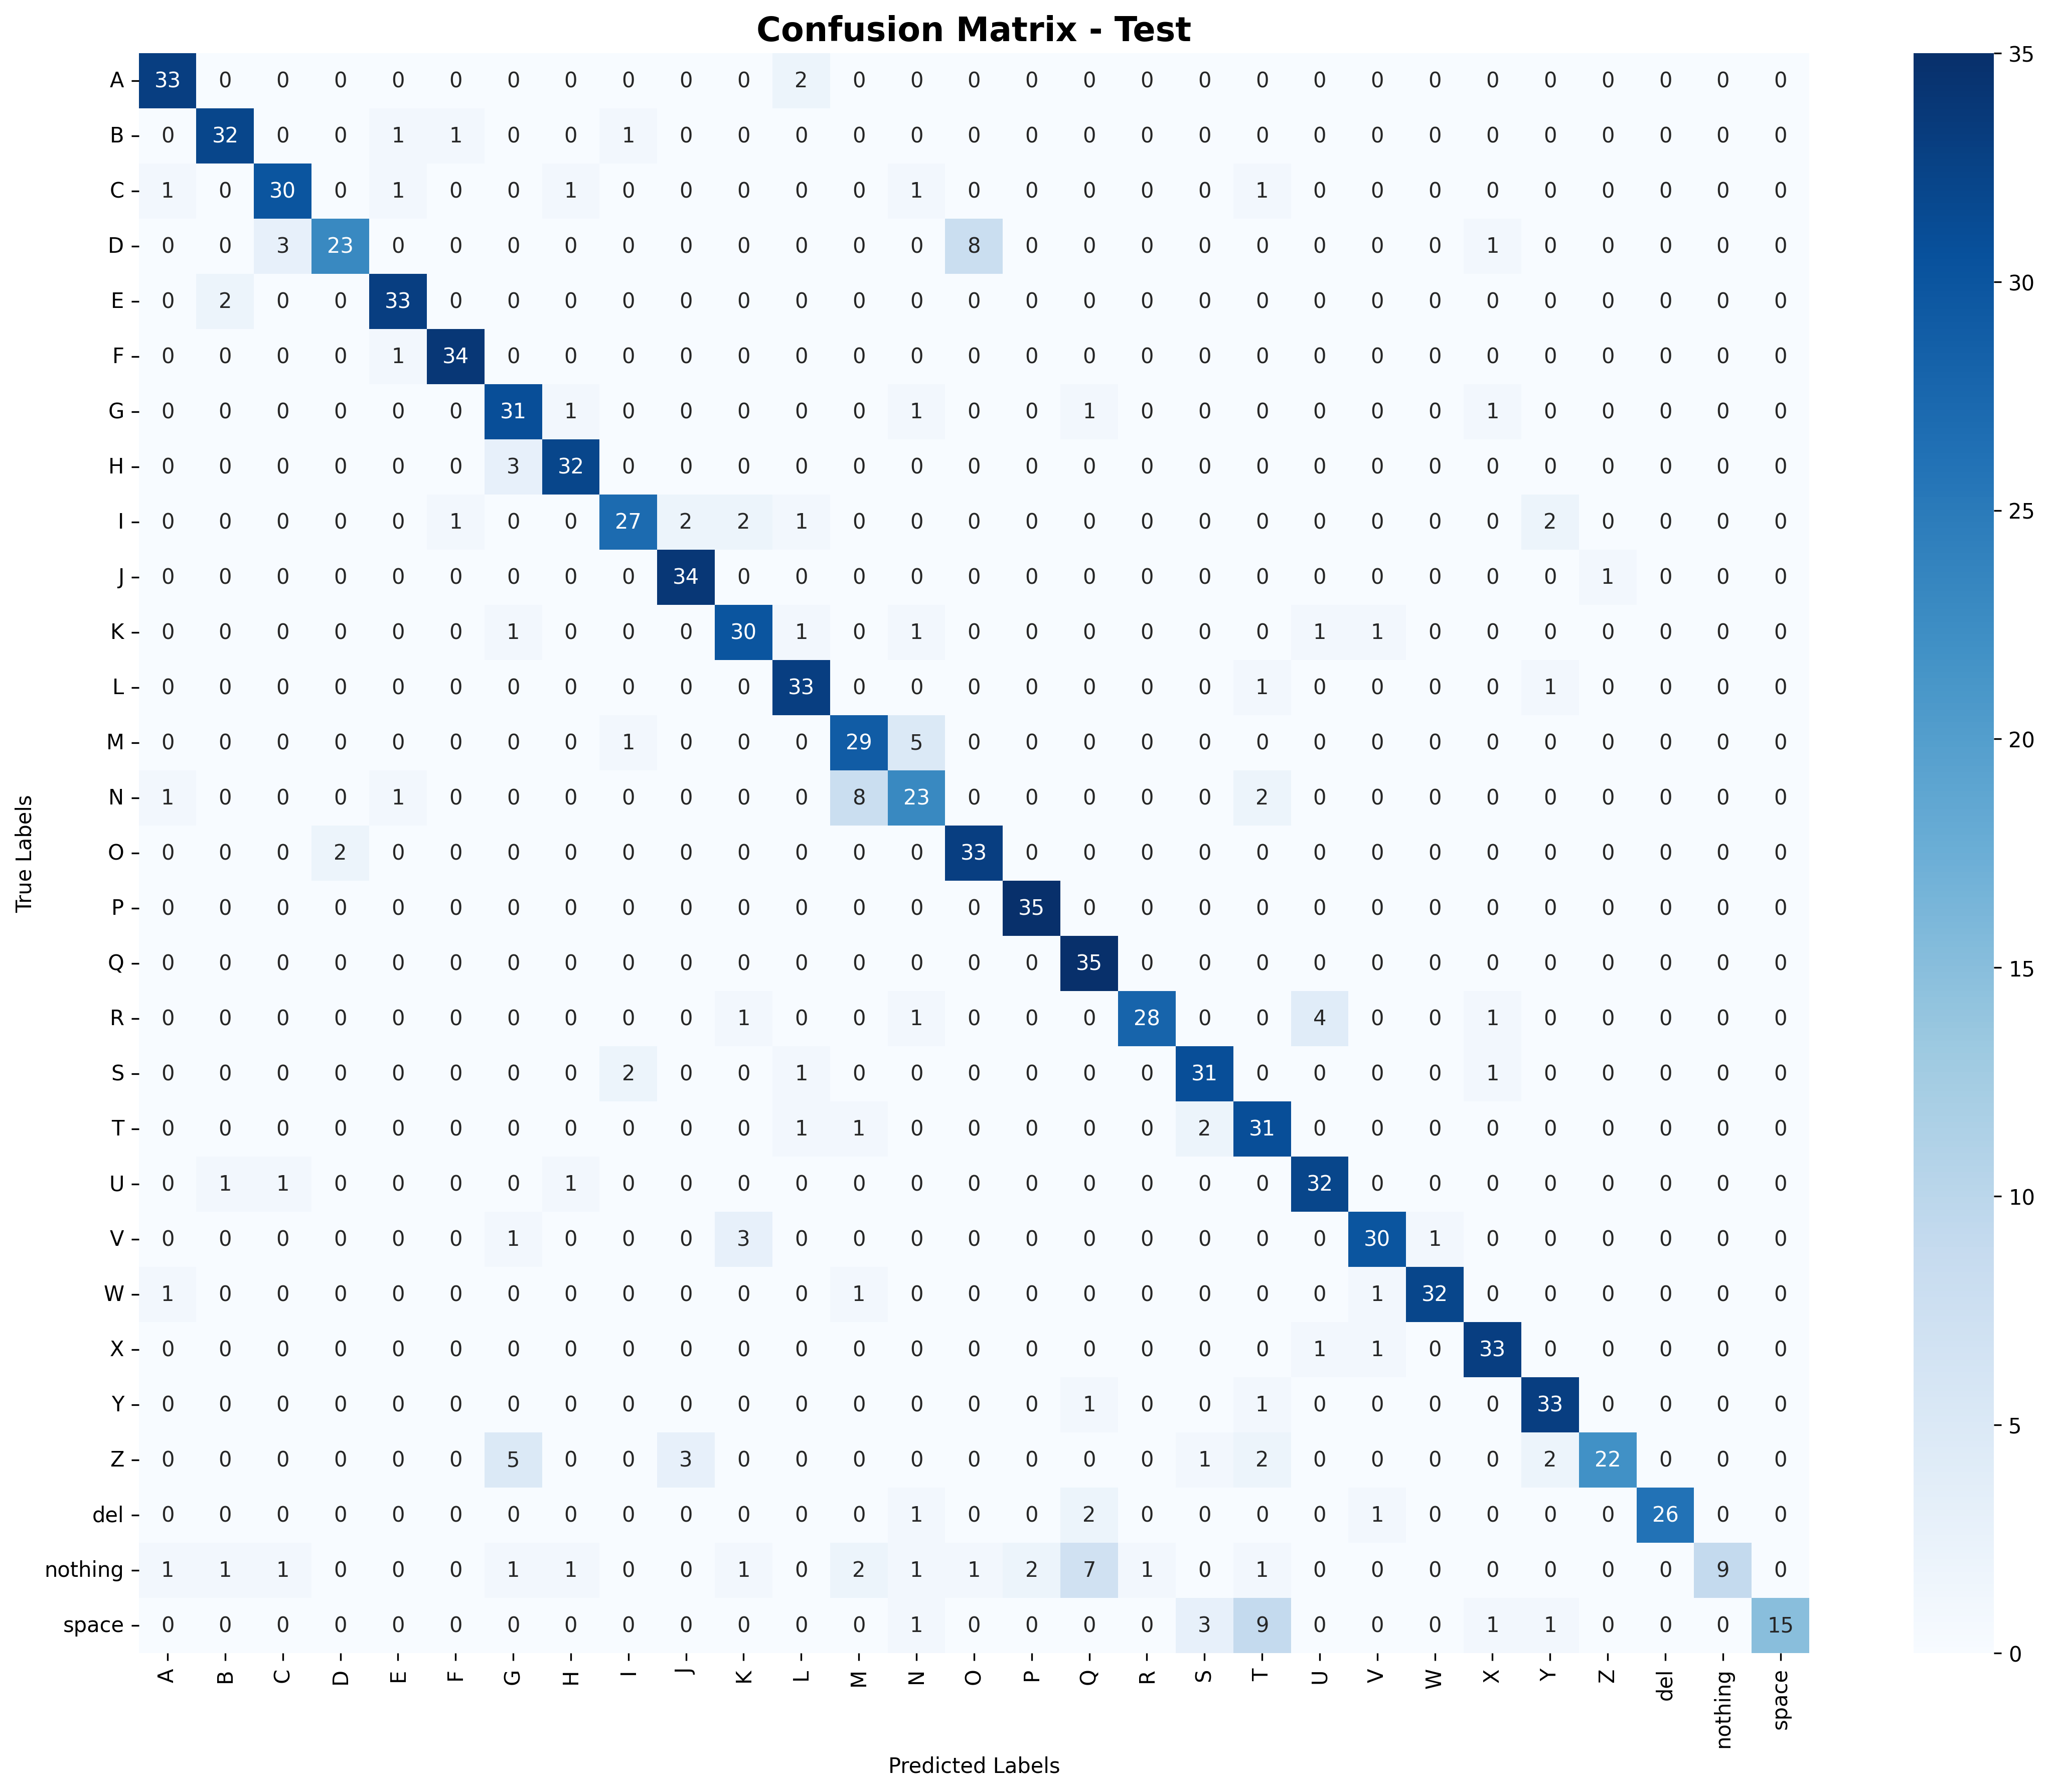 Confusion Matrix - Test
A 33 0 0 0 0 0 0 0 0 0 0 2 0 0 0 0 0 0 0 0 0 0 0 0 0 0 0 0 0
B 0 32 0 0 1 1 0 0 1 0 0 0 0 0 0 0 0 0 0 0 0 0 0 0 0 0 0 0 0
C 1 0 30 0 1 0 0 1 0 0 0 0 0 1 0 0 0 0 0 1 0 0 0 0 0 0 0 0 0
D 0 0 3 23 0 0 0 0 0 0 0 0 0 0 8 0 0 0 0 0 0 0 0 1 0 0 0 0 0
E 0 2 0 0 33 0 0 0 0 0 0 0 0 0 0 0 0 0 0 0 0 0 0 0 0 0 0 0 0
F 0 0 0 0 1 34 0 0 0 0 0 0 0 0 0 0 0 0 0 0 0 0 0 0 0 0 0 0 0
G 0 0 0 0 0 0 31 1 0 0 0 0 0 1 0 0 1 0 0 0 0 0 0 1 0 0 0 0 0
H 0 0 0 0 0 0 3 32 0 0 0 0 0 0 0 0 0 0 0 0 0 0 0 0 0 0 0 0 0
I 0 0 0 0 0 1 0 0 27 2 2 1 0 0 0 0 0 0 0 0 0 0 0 0 2 0 0 0 0
J 0 0 0 0 0 0 0 0 0 34 0 0 0 0 0 0 0 0 0 0 0 0 0 0 0 1 0 0 0
K 0 0 0 0 0 0 1 0 0 0 30 1 0 1 0 0 0 0 0 0 1 1 0 0 0 0 0 0 0
L 0 0 0 0 0 0 0 0 0 0 0 33 0 0 0 0 0 0 0 1 0 0 0 0 1 0 0 0 0
M 0 0 0 0 0 0 0 0 1 0 0 0 29 5 0 0 0 0 0 0 0 0 0 0 0 0 0 0 0
N 1 0 0 0 1 0 0 0 0 0 0 0 8 23 0 0 0 0 0 2 0 0 0 0 0 0 0 0 0
O 0 0 0 2 0 0 0 0 0 0 0 0 0 0 33 0 0 0 0 0 0 0 0 0 0 0 0 0 0
P 0 0 0 0 0 0 0 0 0 0 0 0 0 0 0 35 0 0 0 0 0 0 0 0 0 0 0 0 0
Q 0 0 0 0 0 0 0 0 0 0 0 0 0 0 0 0 35 0 0 0 0 0 0 0 0 0 0 0 0
R 0 0 0 0 0 0 0 0 0 0 1 0 0 1 0 0 0 28 0 0 4 0 0 1 0 0 0 0 0
S 0 0 0 0 0 0 0 0 2 0 0 1 0 0 0 0 0 0 31 0 0 0 0 1 0 0 0 0 0
T 0 0 0 0 0 0 0 0 0 0 0 1 1 0 0 0 0 0 2 31 0 0 0 0 0 0 0 0 0
U 0 1 1 0 0 0 0 1 0 0 0 0 0 0 0 0 0 0 0 0 32 0 0 0 0 0 0 0 0
V 0 0 0 0 0 0 1 0 0 0 3 0 0 0 0 0 0 0 0 0 0 30 1 0 0 0 0 0 0
W 1 0 0 0 0 0 0 0 0 0 0 0 1 0 0 0 0 0 0 0 0 1 32 0 0 0 0 0 0
X 0 0 0 0 0 0 0 0 0 0 0 0 0 0 0 0 0 0 0 0 1 1 0 33 0 0 0 0 0
Y 0 0 0 0 0 0 0 0 0 0 0 0 0 0 0 0 1 0 0 1 0 0 0 0 33 0 0 0 0
Z 0 0 0 0 0 0 5 0 0 3 0 0 0 0 0 0 0 0 1 2 0 0 0 0 2 22 0 0 0
del 0 0 0 0 0 0 0 0 0 0 0 0 0 1 0 0 2 0 0 0 0 1 0 0 0 0 26 0 0
nothing 1 1 1 0 0 0 1 1 0 0 1 0 2 1 1 2 7 1 0 1 0 0 0 0 0 0 0 9 0
space 0 0 0 0 0 0 0 0 0 0 0 0 0 1 0 0 0 0 3 9 0 0 0 1 1 0 0 0 15
A B C D E F G H I J K L M N O P Q R S T U V W X Y Z del nothing space
Predicted Labels
True Labels
35
30
25
20
15
10
5
0